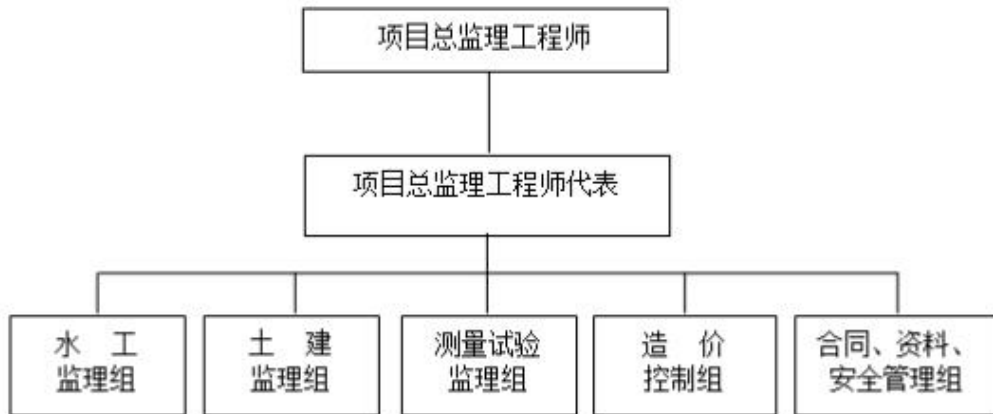 项目总监理工程师
项目总监理工程师代表
水 工
监理组
土 建
监理组
测量试验
监理组
造 价
控制组
合同、资料、
安全管理组